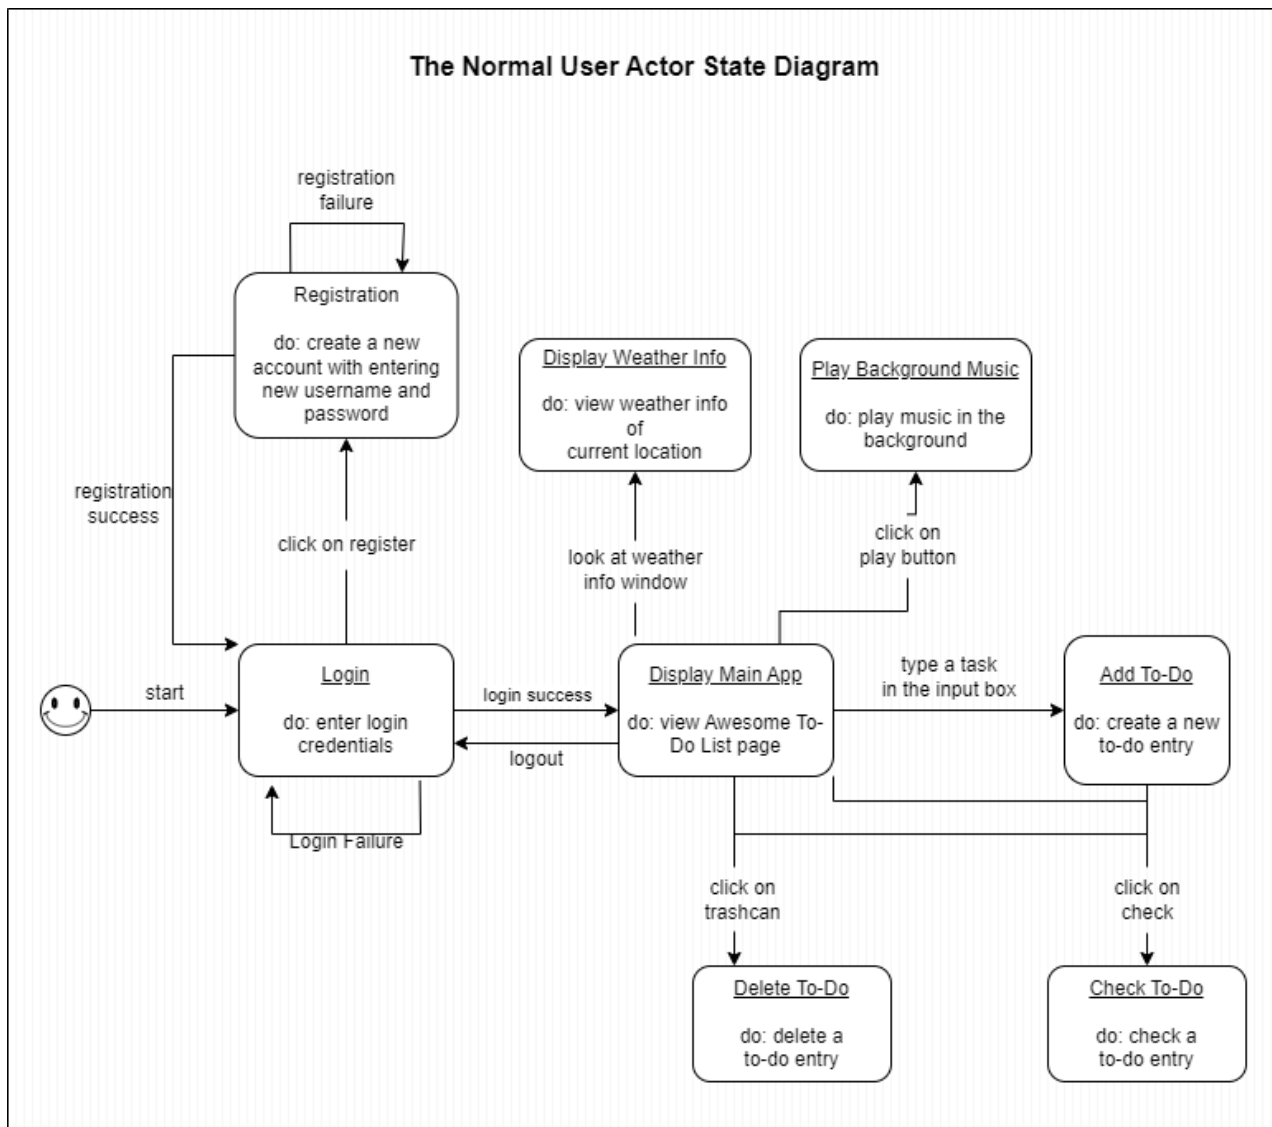 The Normal User Actor State Diagram
registration
failure
Registration
do: create a new
account with entering
new username and
password
Display Weather Info
do: view weather info
of
current location
Play Background Music
do: play music in the
background
registration
success
click on register
look at weather
info window
click on
play button
start
Login
do: enter login
credentials
login success
logout
Login Failure
Display Main App
do: view Awesome To-
Do List page
type a task
in the input box
Add To-Do
do: create a new
to-do entry
click on
trashcan
click on
check
Delete To-Do
do: delete a
to-do entry
Check To-Do
do: check a
to-do entry